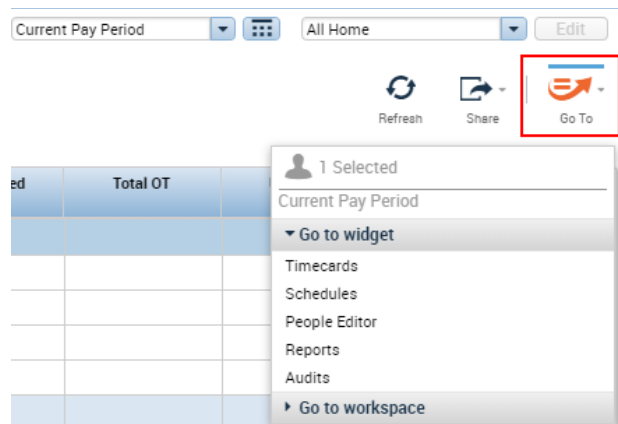 Current Pay Period All Home Edit
Refresh Share Go To
ed Total OT
1 Selected
Current Pay Period
Go to widget
Timecards
Schedules
People Editor
Reports
Audits
Go to workspace